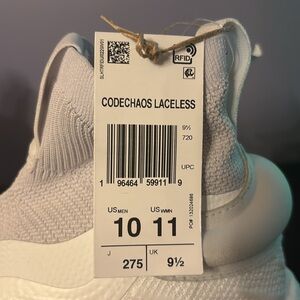 RFID
CODECHAOS LACELESS
9½
720
UPC
1 96464 59911 9
US MEN 10
US WMN 11
J 275
UK 9½